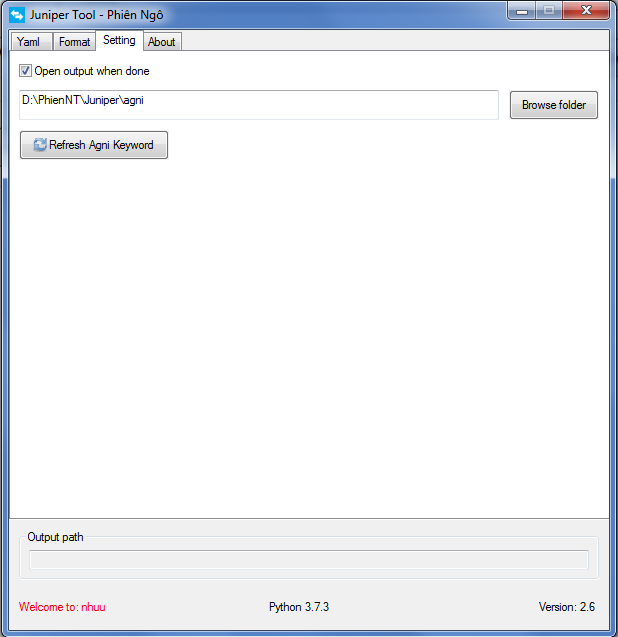 Juniper Tool - Phiên Ngô
Yaml Format Setting About
Open output when done
D:\PhienNT\Juniper\agni Browse folder
Refresh Agni Keyword
Output path
Welcome to: nhuu Python 3.7.3 Version: 2.6